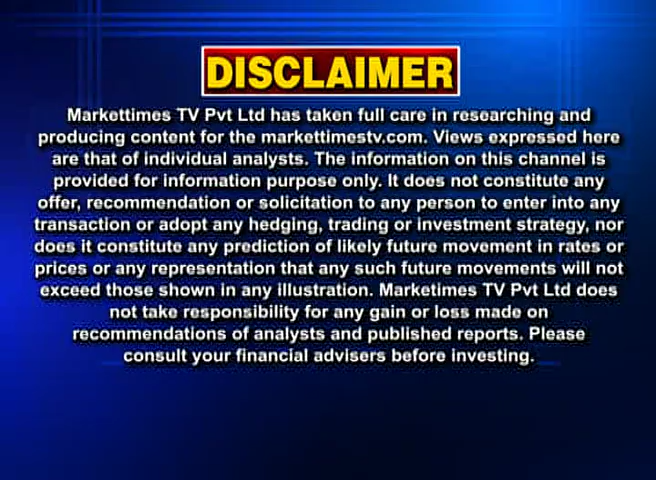 DISCLAIMER
Markettimes TV Pvt Ltd has taken full care in researching and
producing content for the markettimestv.com. Views expressed here
are that of individual analysts. The information on this channel is
provided for information purpose only. It does not constitute any
offer, recommendation or solicitation to any person to enter into any
transaction or adopt any hedging, trading or investment strategy, nor
does it constitute any prediction of likely future movement in rates or
prices or any representation that any such future movements will not
exceed those shown in any illustration. Marketimes TV Pvt Ltd does
not take responsibility for any gain or loss made on
recommendations of analysts and published reports. Please
consult your financial advisers before investing.